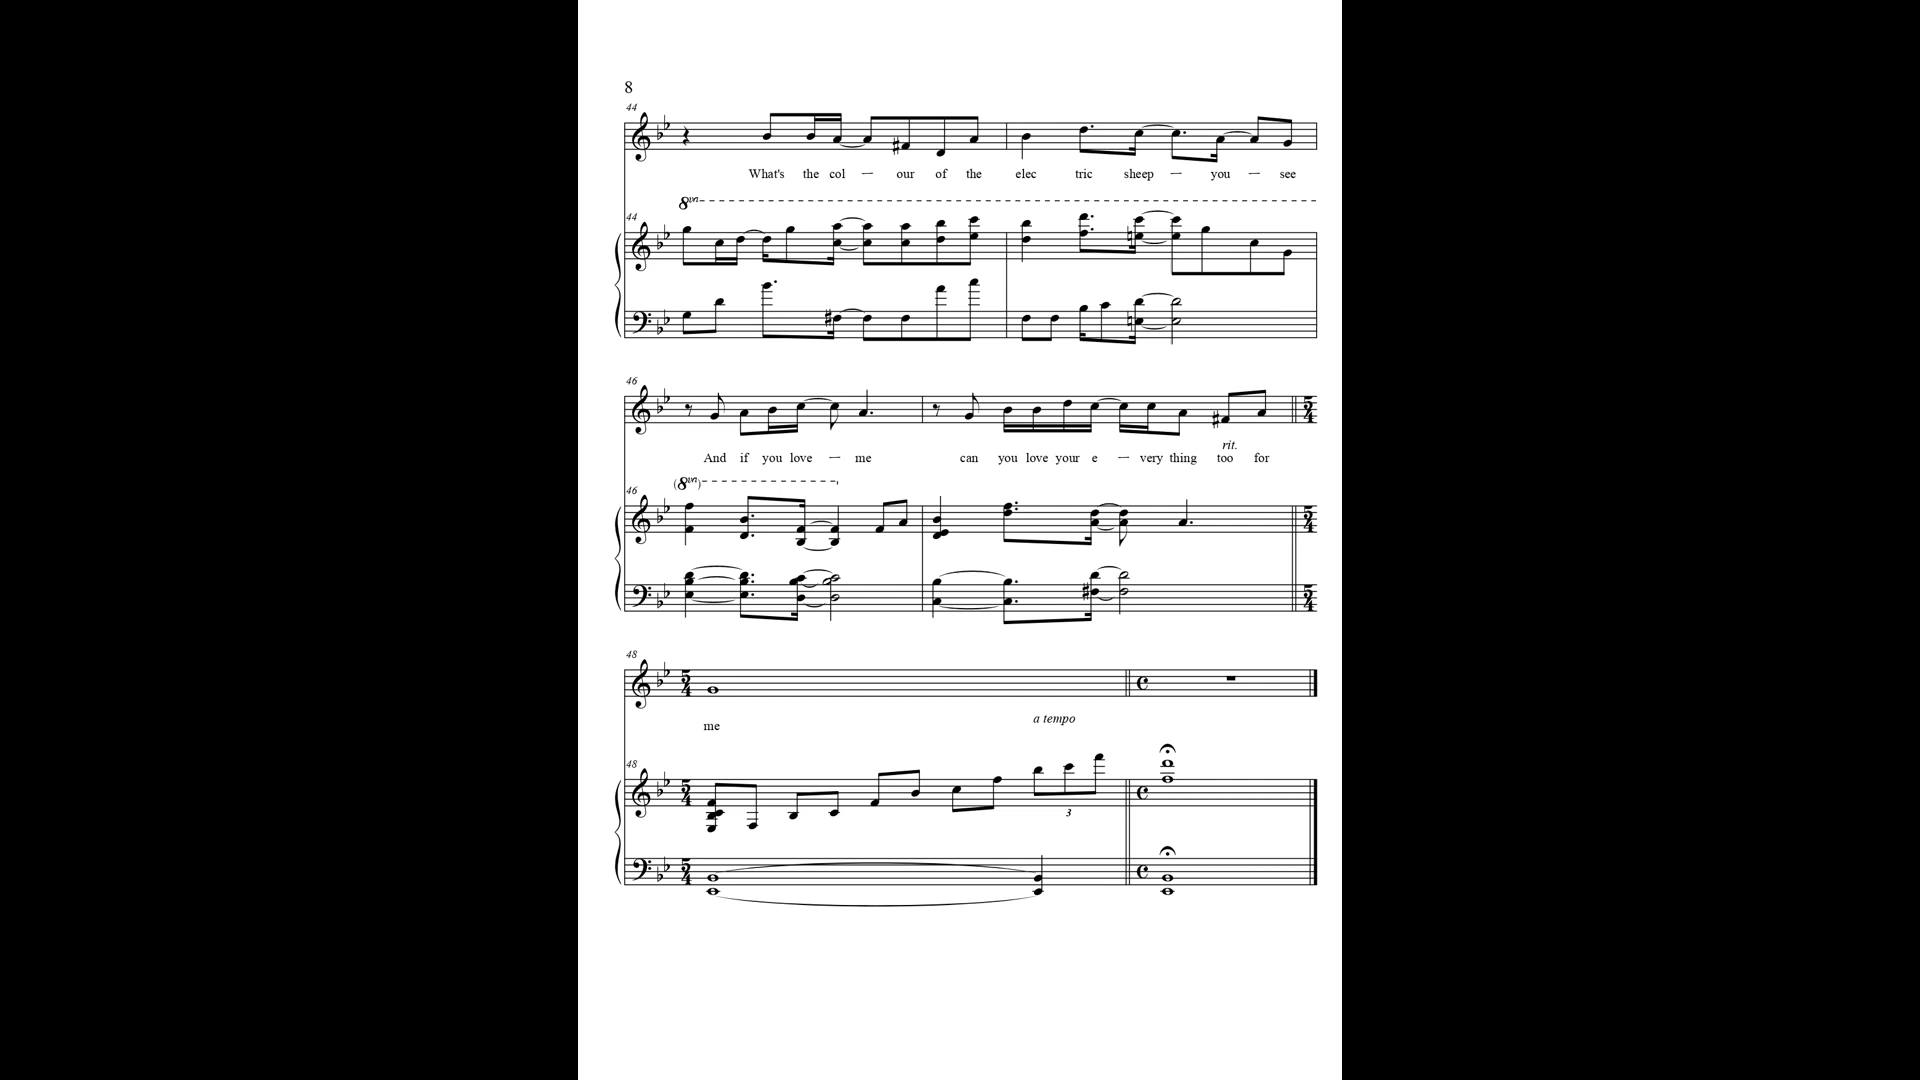 8
44
What's the col — our of the elec tric sheep — you — see
8va
44
46
rit.
And if you love — me can you love your e — very thing too for
(8va)
46
48
me
a tempo
48
3